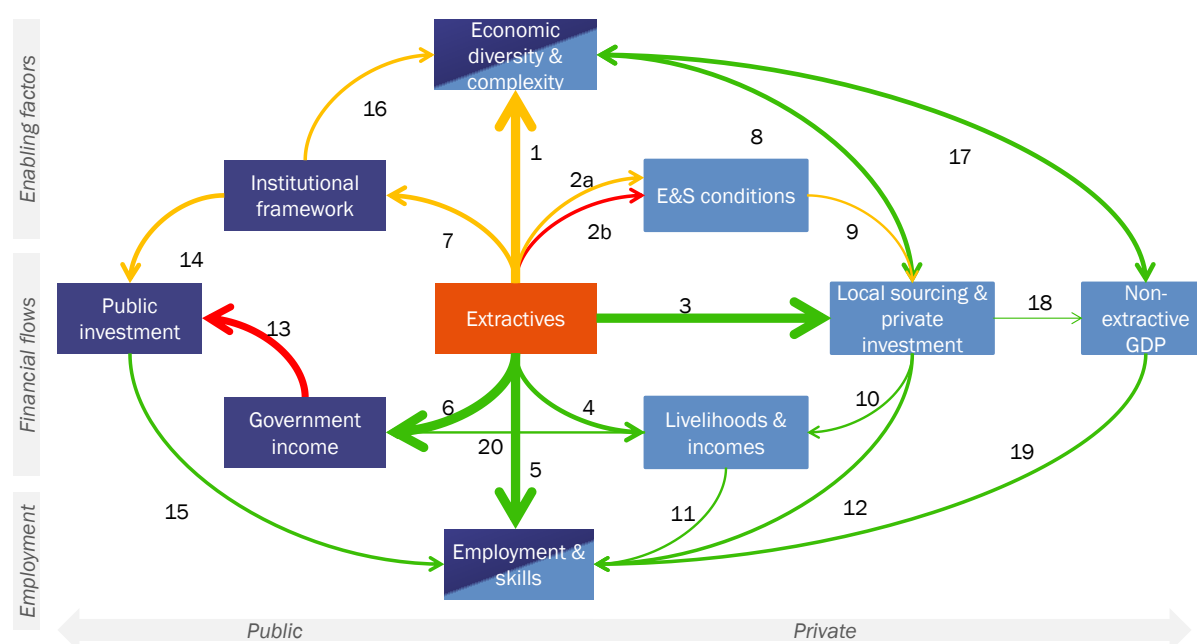 Enabling factors
Financial flows
Employment
Economic
diversity &
complexity
16
1
8
17
Institutional
framework
2a
2b
E&S conditions
7
9
14
Public
investment
13
Extractives
3
Local sourcing &
private
investment
18
Non-
extractive
GDP
Government
income
6
4
20
5
Livelihoods &
incomes
10
19
15
11
12
Employment &
skills
Public
Private